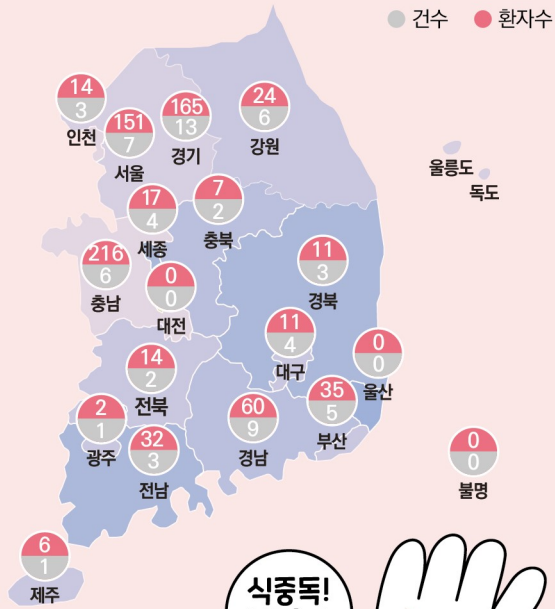 건수 환자수
14
3
인천
151
7
서울
165
13
경기
24
6
강원
울릉도
독도
17
4
세종
7
2
충북
216
6
충남
0
0
대전
11
3
경북
11
4
대구
0
0
울산
14
2
전북
2
1
광주
32
3
전남
60
9
경남
35
5
부산
0
0
불명
6
1
제주
식중독!